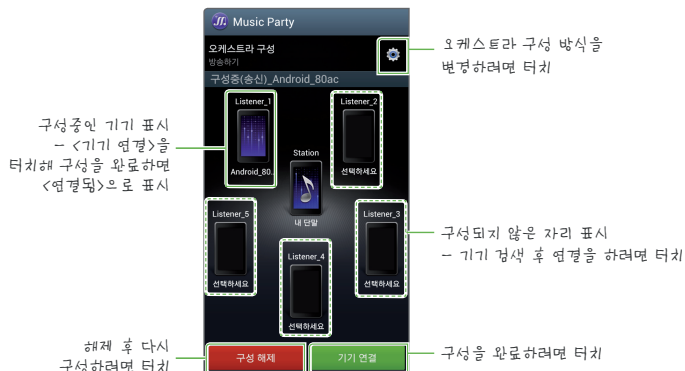 Music Party
오케스트라 구성
방송하기
오케스트라 구성 방식을
변경하려면 터치
구성중(송신)_Android_80ac
Listener_1
Listener_2
구성중인 기기 표시
– <기기 연결>을
터치해 구성을 완료하면
<연결됨>으로 표시
Station
Android_80..
선택하세요
내 단말
Listener_5
Listener_3
구성되지 않은 자리 표시
– 기기 검색 후 연결을 하려면 터치
Listener_4
선택하세요
선택하세요
선택하세요
해제 후 다시
구성하려면 터치
구성 해제
기기 연결
구성을 완료하려면 터치